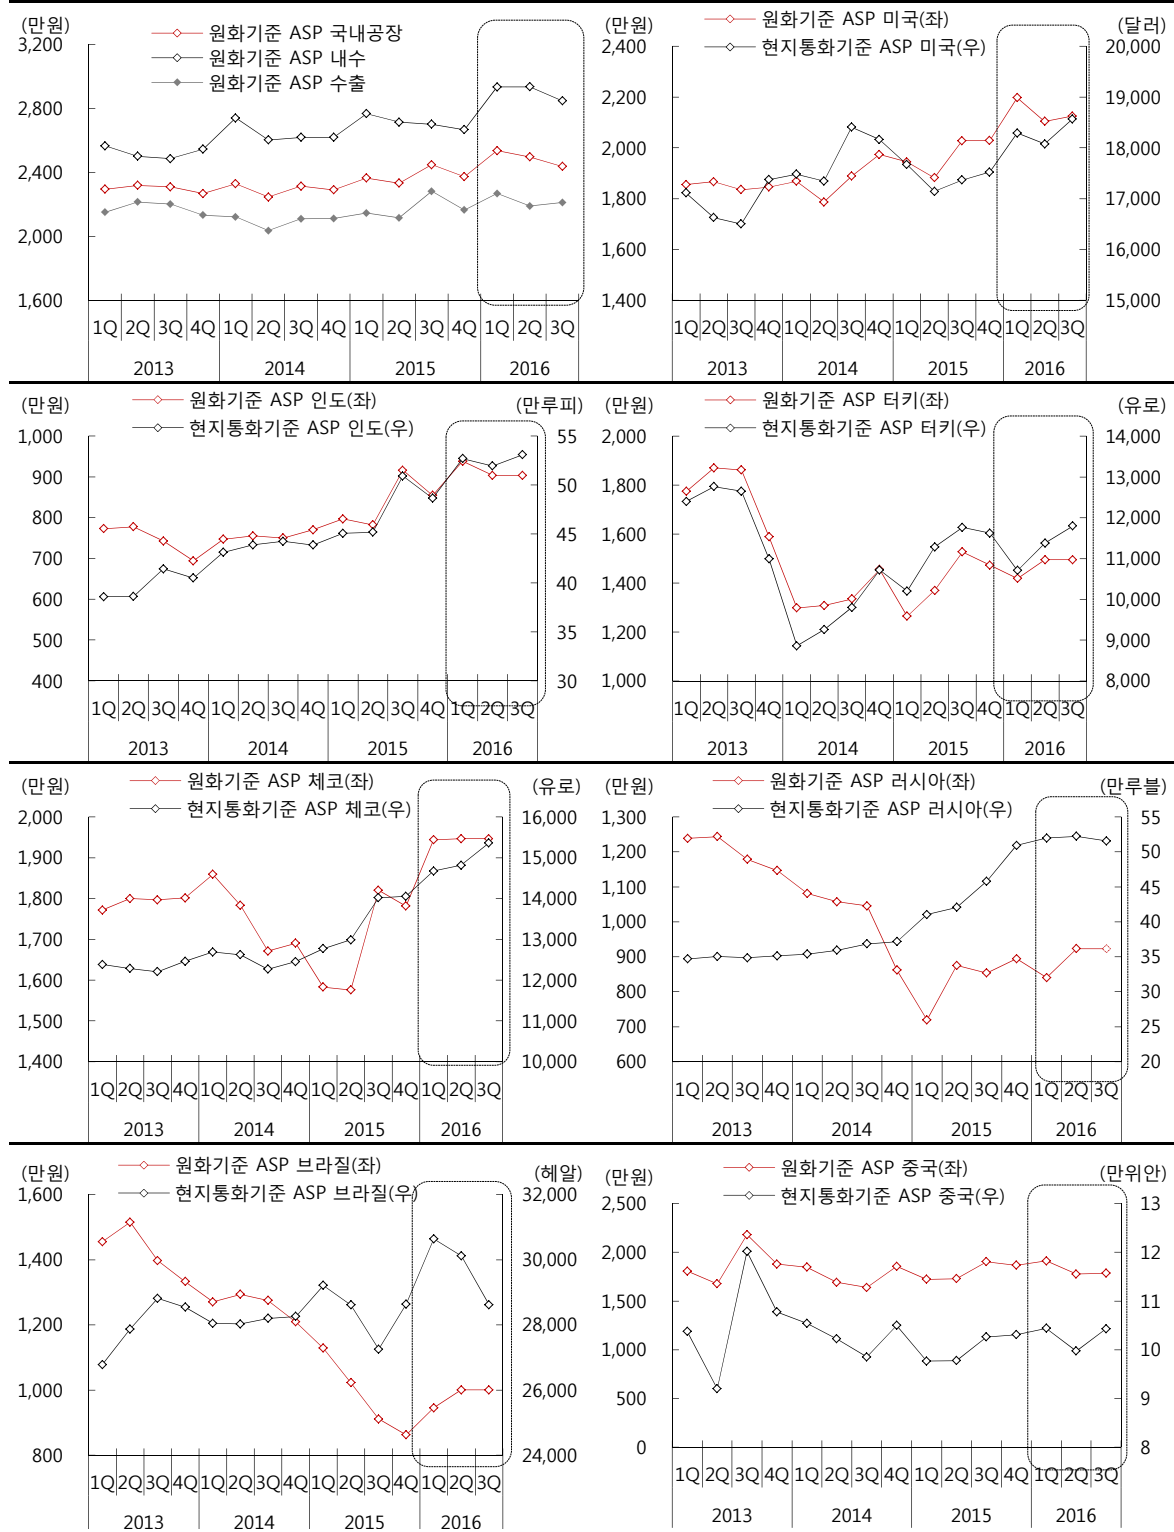 (만원)
원화기준 ASP 국내공장
원화기준 ASP 내수
원화기준 ASP 수출
3,200
2,800
2,400
2,000
1,600
1Q 2Q 3Q 4Q 1Q 2Q 3Q 4Q 1Q 2Q 3Q 4Q 1Q 2Q 3Q
2013 2014 2015 2016
(만원)
원화기준 ASP 미국(좌)
현지통화기준 ASP 미국(우)
(달러)
2,400
2,200
2,000
1,800
1,600
1,400
20,000
19,000
18,000
17,000
16,000
15,000
1Q 2Q 3Q 4Q 1Q 2Q 3Q 4Q 1Q 2Q 3Q 4Q 1Q 2Q 3Q
2013 2014 2015 2016
(만원)
원화기준 ASP 인도(좌)
현지통화기준 ASP 인도(우)
(만루피)
1,000
900
800
700
600
500
400
55
50
45
40
35
30
1Q 2Q 3Q 4Q 1Q 2Q 3Q 4Q 1Q 2Q 3Q 4Q 1Q 2Q 3Q
2013 2014 2015 2016
(만원)
원화기준 ASP 터키(좌)
현지통화기준 ASP 터키(우)
(유로)
2,000
1,800
1,600
1,400
1,200
1,000
14,000
13,000
12,000
11,000
10,000
9,000
8,000
1Q 2Q 3Q 4Q 1Q 2Q 3Q 4Q 1Q 2Q 3Q 4Q 1Q 2Q 3Q
2013 2014 2015 2016
(만원)
원화기준 ASP 체코(좌)
현지통화기준 ASP 체코(우)
(유로)
2,000
1,900
1,800
1,700
1,600
1,500
1,400
16,000
15,000
14,000
13,000
12,000
11,000
10,000
1Q 2Q 3Q 4Q 1Q 2Q 3Q 4Q 1Q 2Q 3Q 4Q 1Q 2Q 3Q
2013 2014 2015 2016
(만원)
원화기준 ASP 러시아(좌)
현지통화기준 ASP 러시아(우)
(만루블)
1,300
1,200
1,100
1,000
900
800
700
600
55
50
45
40
35
30
25
20
1Q 2Q 3Q 4Q 1Q 2Q 3Q 4Q 1Q 2Q 3Q 4Q 1Q 2Q 3Q
2013 2014 2015 2016
(만원)
원화기준 ASP 브라질(좌)
현지통화기준 ASP 브라질(우)
(헤알)
1,600
1,400
1,200
1,000
800
32,000
30,000
28,000
26,000
24,000
1Q 2Q 3Q 4Q 1Q 2Q 3Q 4Q 1Q 2Q 3Q 4Q 1Q 2Q 3Q
2013 2014 2015 2016
(만원)
원화기준 ASP 중국(좌)
현지통화기준 ASP 중국(우)
(만위안)
2,500
2,000
1,500
1,000
500
0
13
12
11
10
9
8
1Q 2Q 3Q 4Q 1Q 2Q 3Q 4Q 1Q 2Q 3Q 4Q 1Q 2Q 3Q
2013 2014 2015 2016